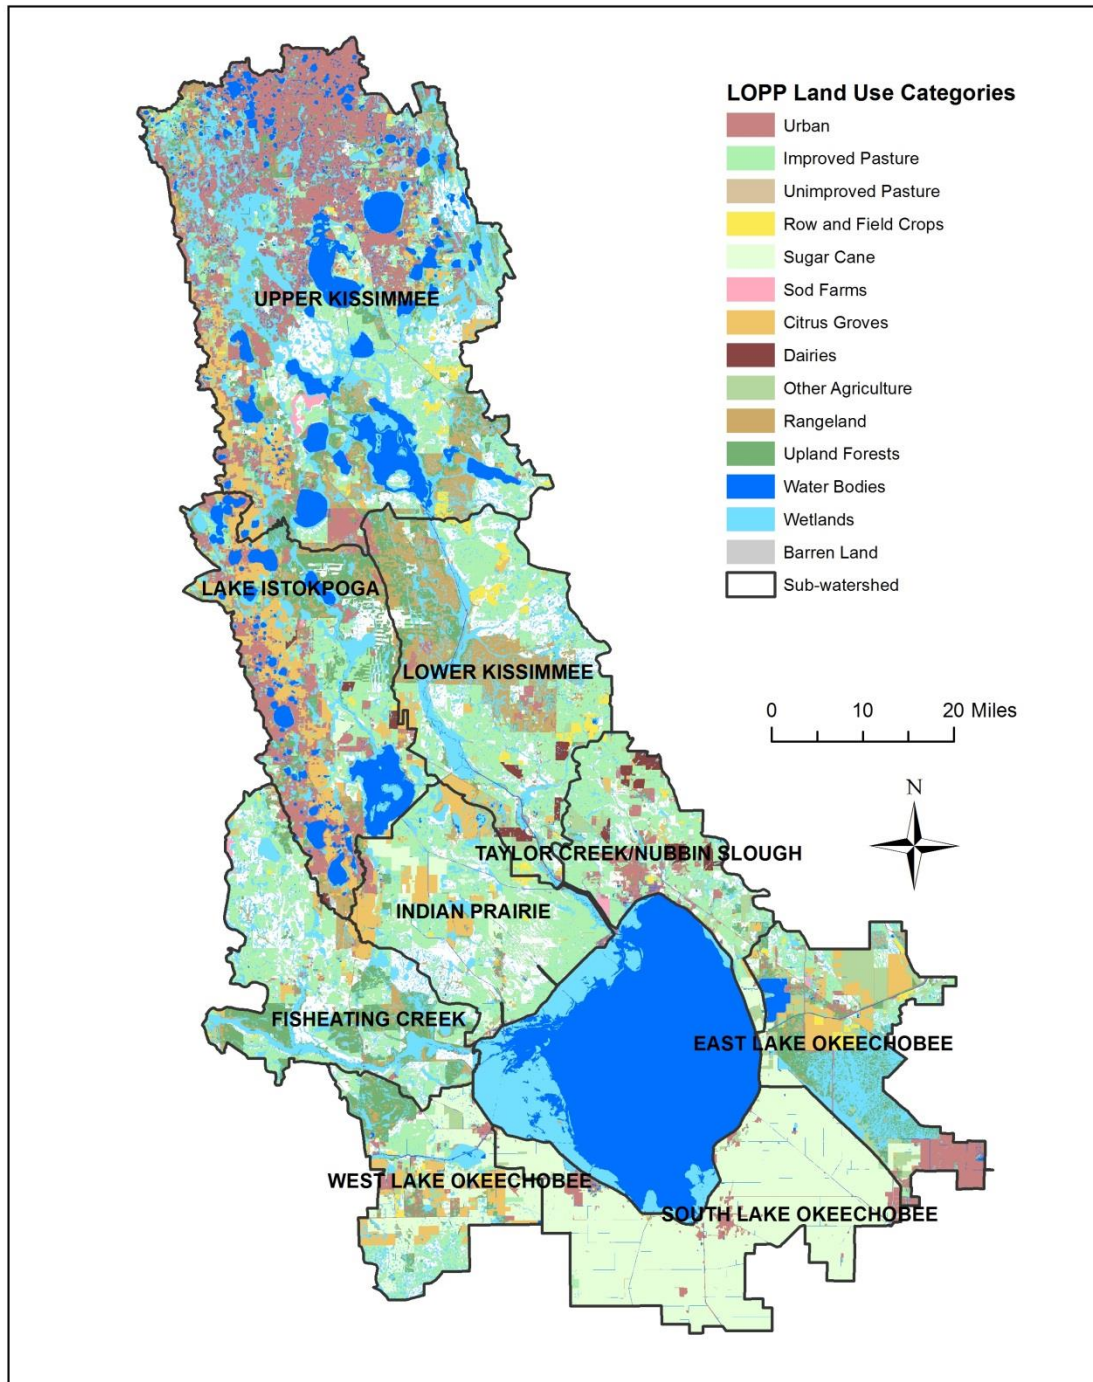 LOPP Land Use Categories
Urban
Improved Pasture
Unimproved Pasture
Row and Field Crops
Sugar Cane
Sod Farms
Citrus Groves
Dairies
Other Agriculture
Rangeland
Upland Forests
Water Bodies
Wetlands
Barren Land
Sub-watershed
UPPER KISSIMMEE
LAKE ISTOKPOGA
LOWER KISSIMMEE
0 10 20 Miles
N
TAYLOR CREEK/NUBBIN SLOUGH
INDIAN PRAIRIE
FISHEATING CREEK
EAST LAKE OKEECHOBEE
WEST LAKE OKEECHOBEE
SOUTH LAKE OKEECHOBEE